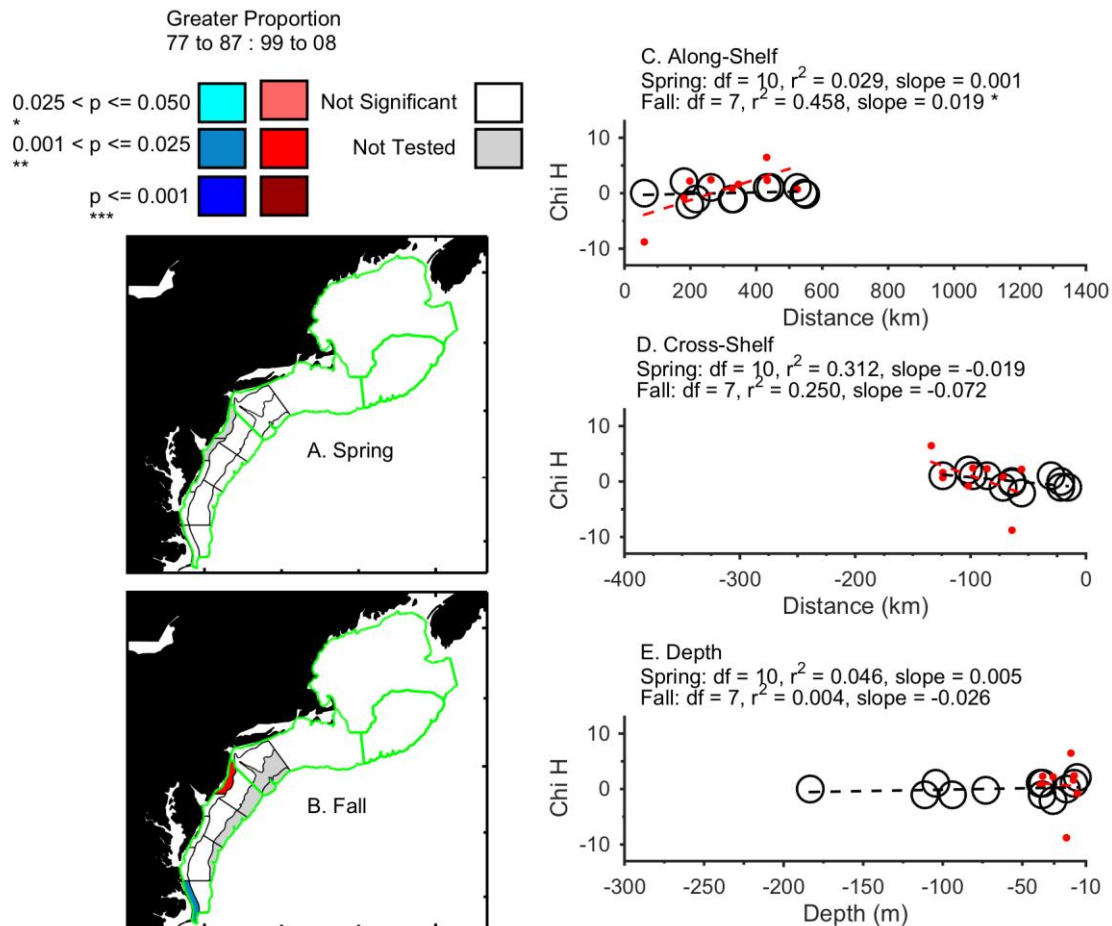 Greater Proportion
77 to 87 : 99 to 08
0.025 < p <= 0.050
*
0.001 < p <= 0.025
**
p <= 0.001
***
Not Significant
Not Tested
A. Spring
B. Fall
C. Along-Shelf
Spring: df = 10, r² = 0.029, slope = 0.001
Fall: df = 7, r² = 0.458, slope = 0.019 *
Chi H
10
0
-10
0 200 400 600 800 1000 1200 1400
Distance (km)
D. Cross-Shelf
Spring: df = 10, r² = 0.312, slope = -0.019
Fall: df = 7, r² = 0.250, slope = -0.072
Chi H
10
0
-10
-400 -300 -200 -100 0
Distance (km)
E. Depth
Spring: df = 10, r² = 0.046, slope = 0.005
Fall: df = 7, r² = 0.004, slope = -0.026
Chi H
10
0
-10
-300 -250 -200 -150 -100 -50 -10
Depth (m)